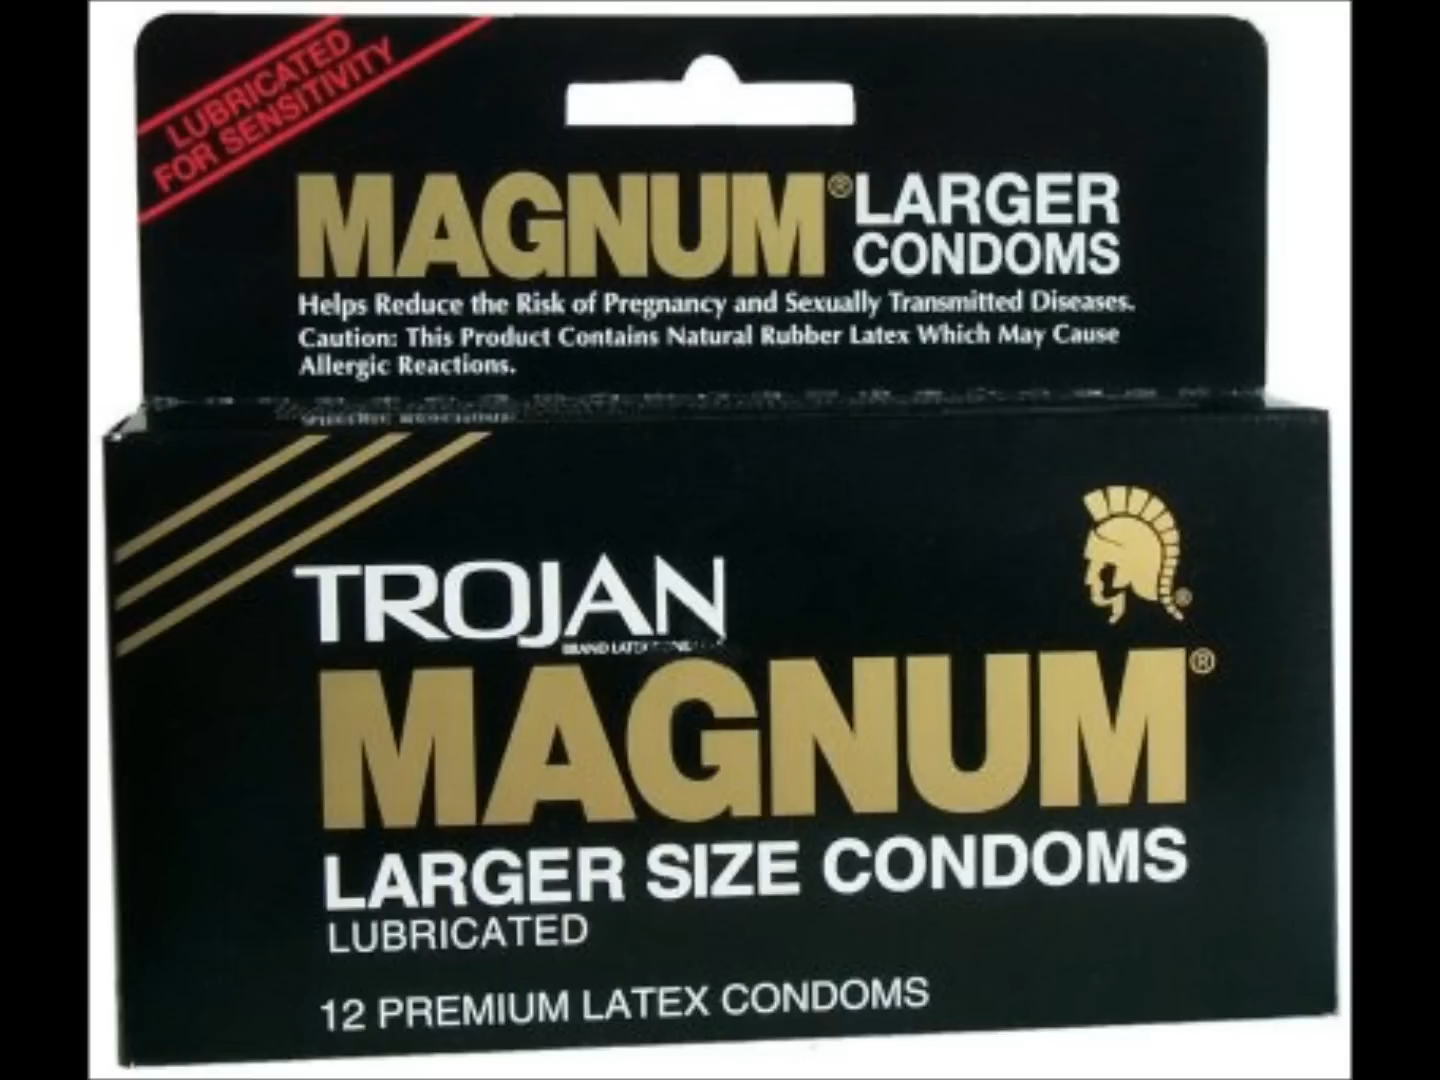 LUBRICATED
FOR SENSITIVITY
MAGNUM® LARGER
CONDOMS
Helps Reduce the Risk of Pregnancy and Sexually Transmitted Diseases.
Caution: This Product Contains Natural Rubber Latex Which May Cause
Allergic Reactions.
TROJAN
BRAND LATEX
MAGNUM®
LARGER SIZE CONDOMS
LUBRICATED
12 PREMIUM LATEX CONDOMS